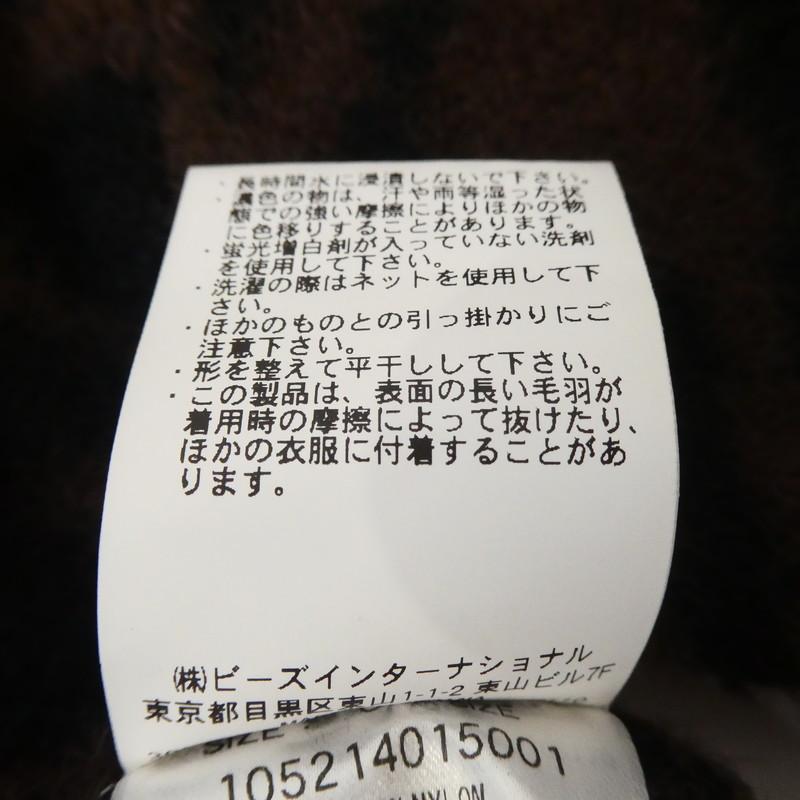 ・長時間水に浸漬しないで下さい。
・濃色の物は、汗や雨等湿った状
態での強い摩擦によりほかの物
に色移りすることがあります。
・蛍光増白剤が入っていない洗剤
を使用して下さい。
・洗濯の際はネットを使用して下
さい。
・ほかのものとの引っ掛かりにご
注意下さい。
・形を整えて平干しして下さい。
・この製品は、表面の長い毛羽が
着用時の摩擦によって抜けたり、
ほかの衣服に付着することがあ
ります。
(株)ビーズインターナショナル
東京都目黒区東山1-1-2 東山ビル7F
SIZE SIZE
105214015001
NYLON